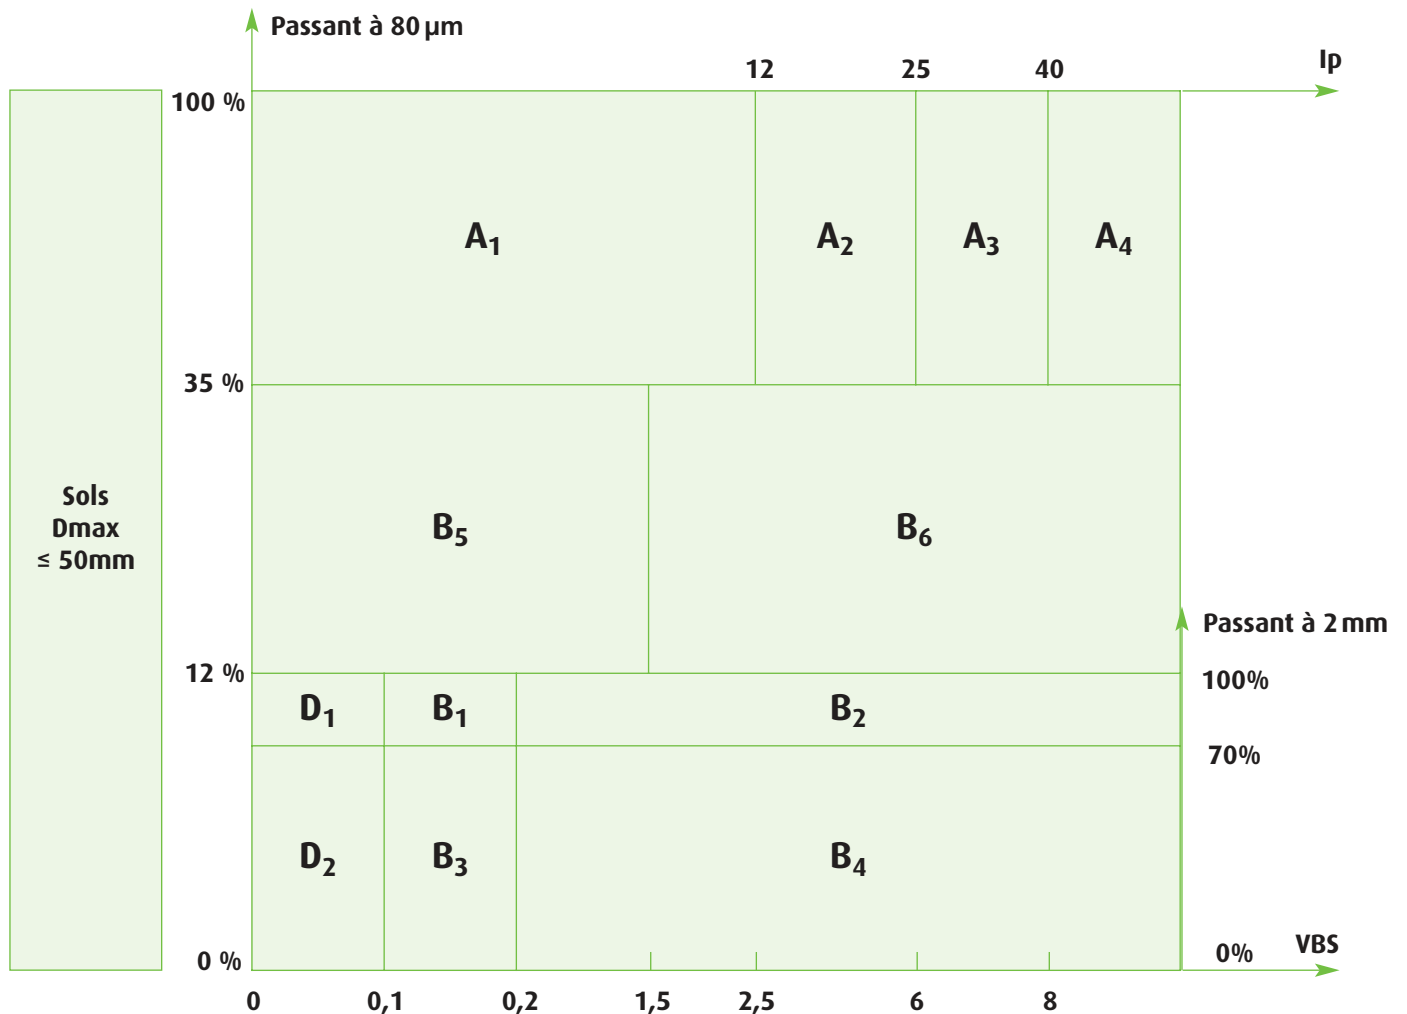 Passant à 80 µm
12 25 40 Ip
100 %
A1 A2 A3 A4
35 %
Sols
Dmax
≤ 50mm
B5 B6
Passant à 2 mm
12 % 100%
D1 B1 B2
70%
D2 B3 B4
0 % 0% VBS
0 0,1 0,2 1,5 2,5 6 8